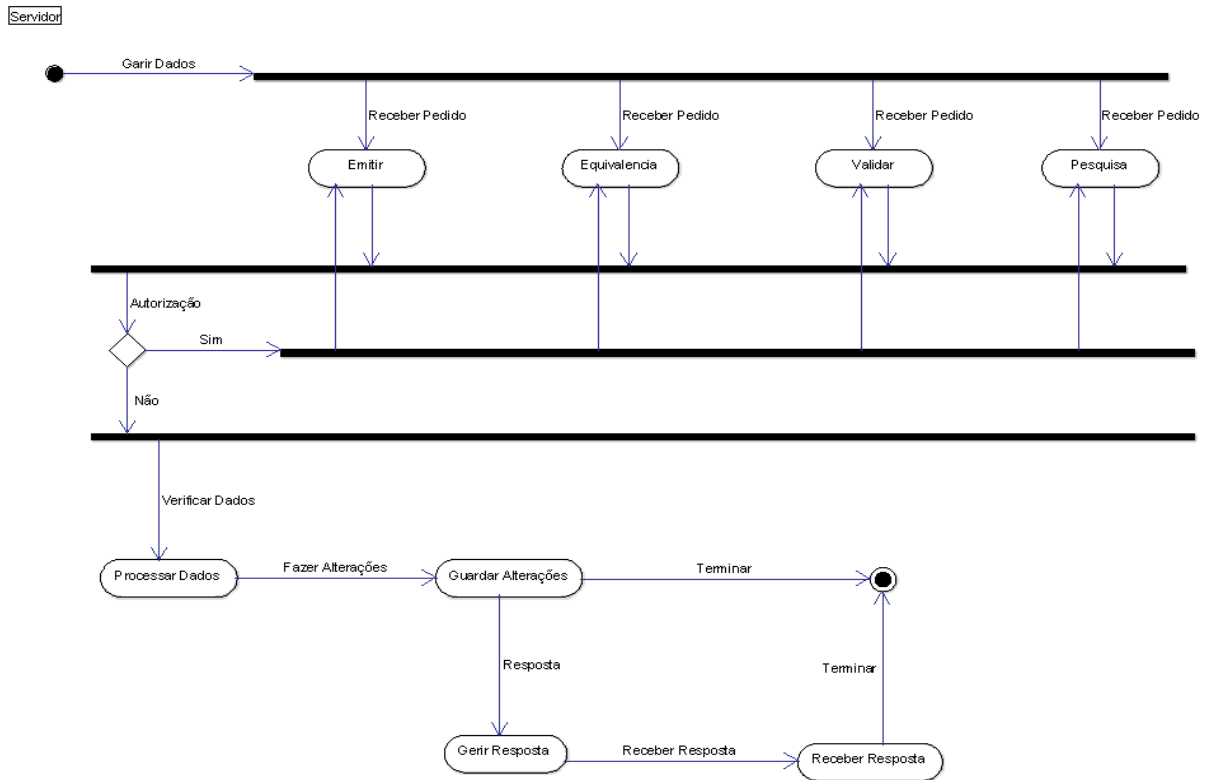 Servidor
Garir Dados
Receber Pedido
Receber Pedido
Receber Pedido
Receber Pedido
Emitir
Equivalencia
Validar
Pesquisa
Autorização
Sim
Não
Verificar Dados
Processar Dados
Fazer Alterações
Guardar Alterações
Terminar
Resposta
Terminar
Gerir Resposta
Receber Resposta
Receber Resposta